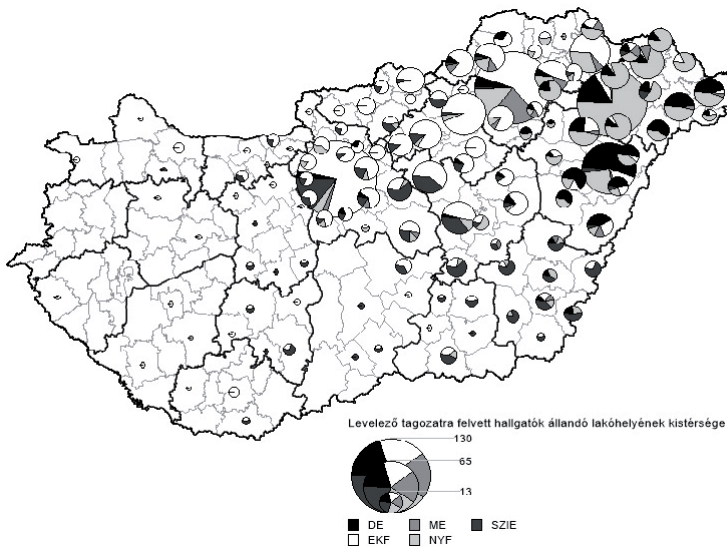 Levelező tagozatra felvett hallgatók állandó lakóhelyének kistérsége
130
65
13
DE ME SZIE
EKF NYF